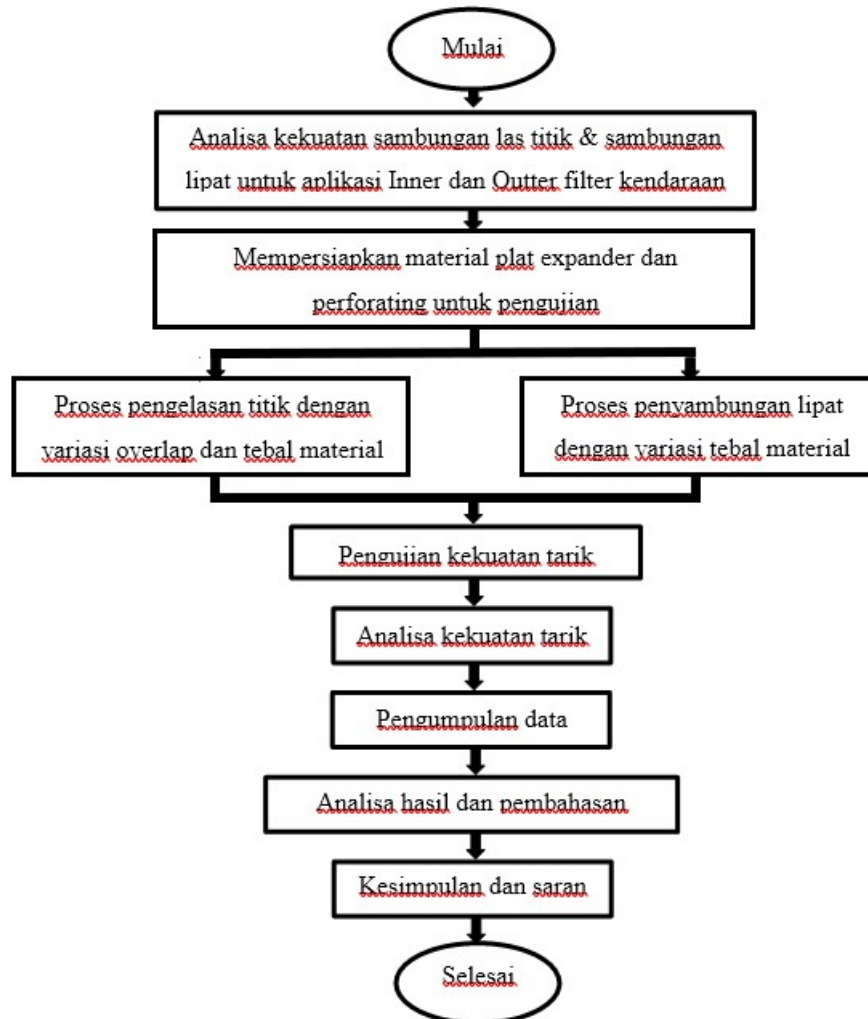 Mulai
Analisa kekuatan sambungan las titik & sambungan
lipat untuk aplikasi Inner dan Outter filter kendaraan
Mempersiapkan material plat expander dan
perforating untuk pengujian
Proses pengelasan titik dengan
variasi overlap dan tebal material
Proses penyambungan lipat
dengan variasi tebal material
Pengujian kekuatan tarik
Analisa kekuatan tarik
Pengumpulan data
Analisa hasil dan pembahasan
Kesimpulan dan saran
Selesai